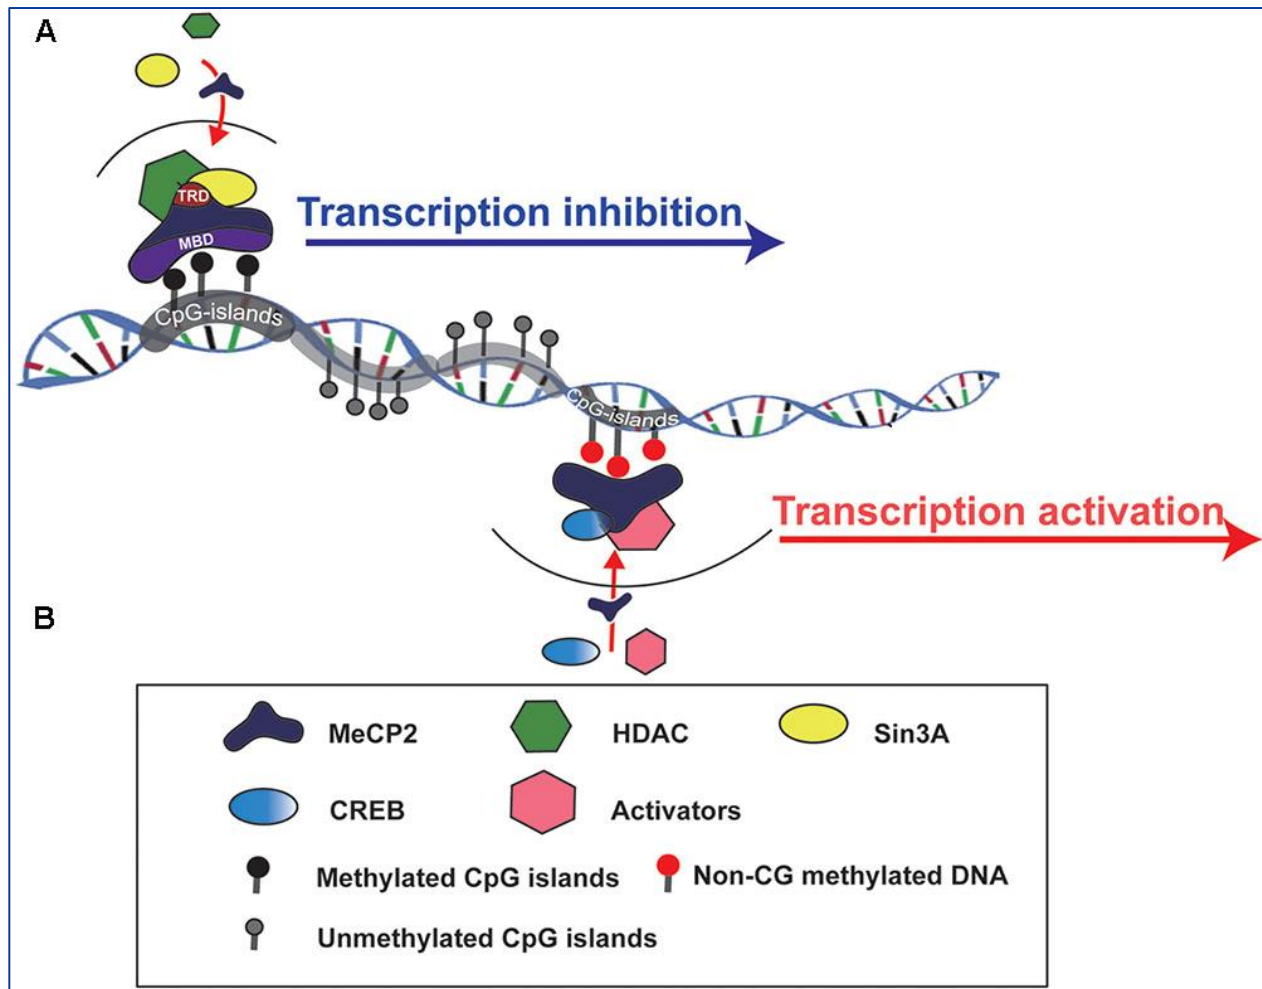 A
TRD
MBD
Transcription inhibition
CpG-islands
CpG-islands
Transcription activation
B
MeCP2
HDAC
Sin3A
CREB
Activators
Methylated CpG islands
Non-CG methylated DNA
Unmethylated CpG islands